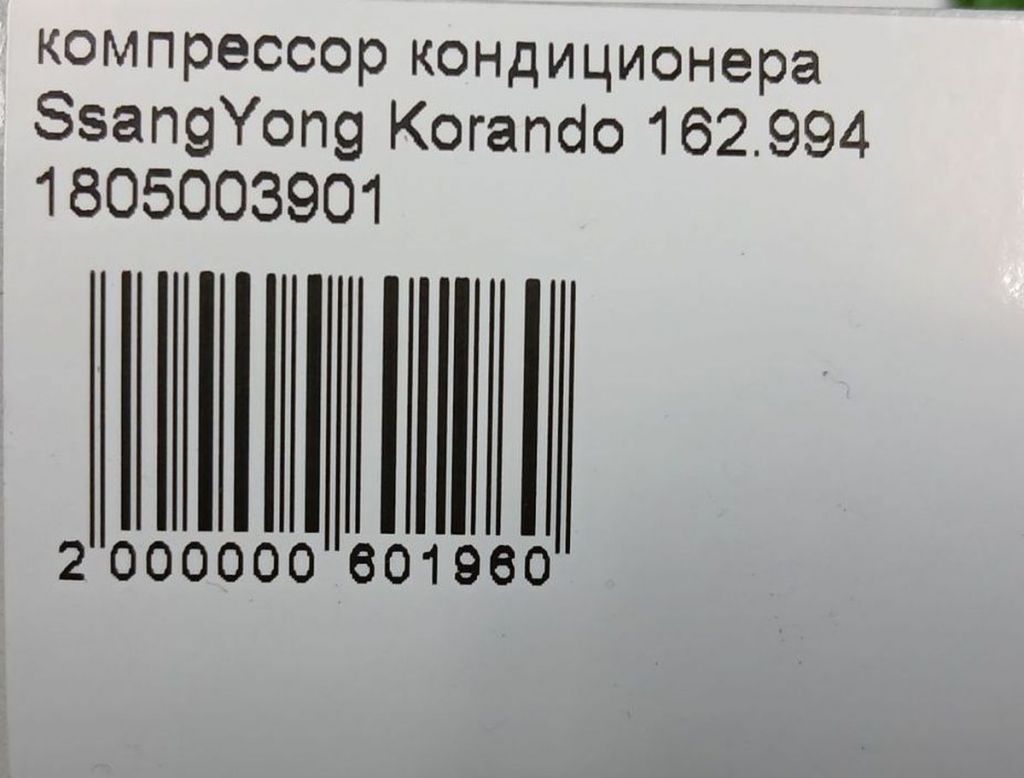 компрессор кондиционера
SsangYong Korando 162.994
1805003901
2 000000 601960